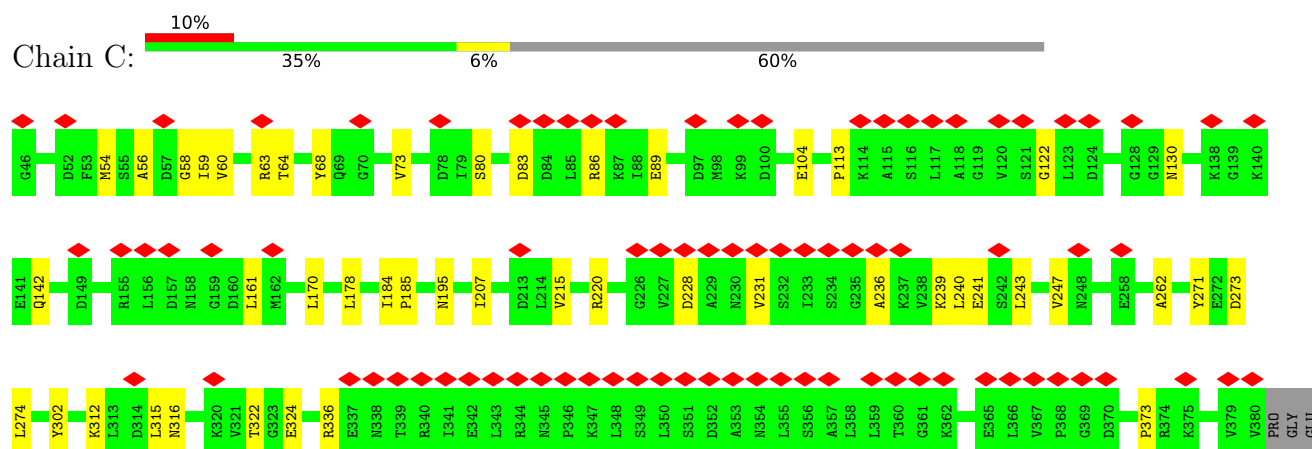 10%
Chain C:
35% 6% 60%
G46 D52 F53 M54 S55 A56 D57 G58 I59 V60 R63 T64 Y68 Q69 G70 V73 D78 I79 S80 D83 D84 L85 R86 K87 I88 E89 D97 M98 K99 D100 E104 P113 K114 A115 S116 L117 A118 G119 V120 S121 G122 L123 D124 G128 G129 N130 K138 G139 K140
E141 Q142 D149 R155 L156 D157 N158 G159 D160 L161 M162 L170 L178 I184 P185 N195 I207 D213 L214 V215 R220 G226 V227 D228 A229 N230 V231 S232 I233 S234 G235 A236 K237 V238 K239 L240 E241 S242 L243 V247 N248 E258 A262 Y271 E272 D273
L274 Y302 K312 L313 D314 L315 N316 K320 V321 T322 G323 E324 R336 E337 N338 T339 R340 I341 E342 L343 R344 N345 P346 K347 L348 S349 L350 S351 D352 A353 N354 L355 S356 A357 L358 L359 T360 G361 K362 E365 L366 V367 P368 G369 D370 P373 R374 K375 V379 V380 PRO GLY GLU